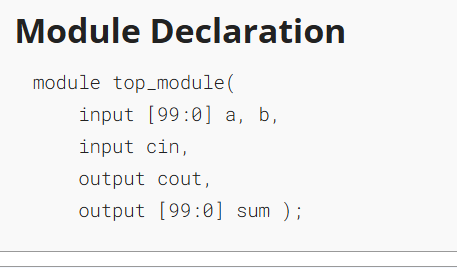 Module Declaration
module top_module(
input [99:0] a, b,
input cin,
output cout,
output [99:0] sum );